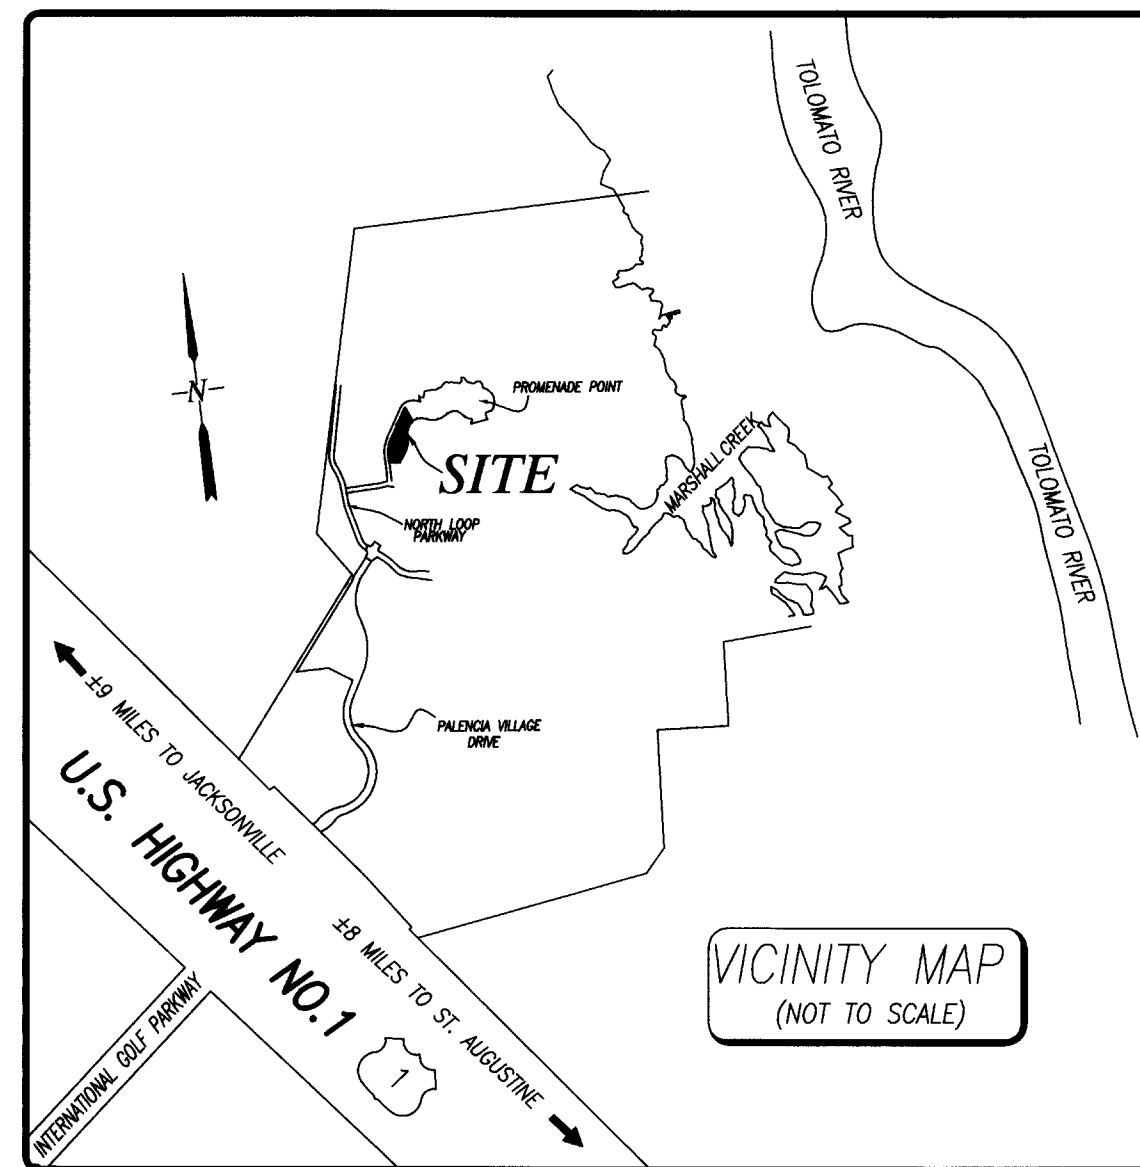 TOLOMATO RIVER
N
PROMENADE POINT
SITE
MARSHALL CREEK
TOLOMATO RIVER
NORTH LOOP
PARKWAY
PALENCIA VILLAGE
DRIVE
±9 MILES TO JACKSONVILLE
U.S. HIGHWAY NO.1
±8 MILES TO ST. AUGUSTINE
1
INTERNATIONAL GOLF PARKWAY
VICINITY MAP
(NOT TO SCALE)